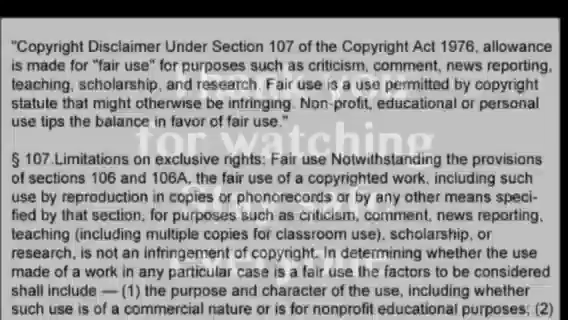 "Copyright Disclaimer Under Section 107 of the Copyright Act 1976, allowance
is made for "fair use" for purposes such as criticism, comment, news reporting,
teaching, scholarship, and research. Fair use is a use permitted by copyright
statute that might otherwise be infringing. Non-profit, educational or personal
use tips the balance in favor of fair use."
§ 107.Limitations on exclusive rights: Fair use Notwithstanding the provisions
of sections 106 and 106A, the fair use of a copyrighted work, including such
use by reproduction in copies or phonorecords or by any other means speci-
fied by that section, for purposes such as criticism, comment, news reporting,
teaching (including multiple copies for classroom use), scholarship, or
research, is not an infringement of copyright. In determining whether the use
made of a work in any particular case is a fair use the factors to be considered
shall include — (1) the purpose and character of the use, including whether
such use is of a commercial nature or is for nonprofit educational purposes; (2)
Thank you
for watching